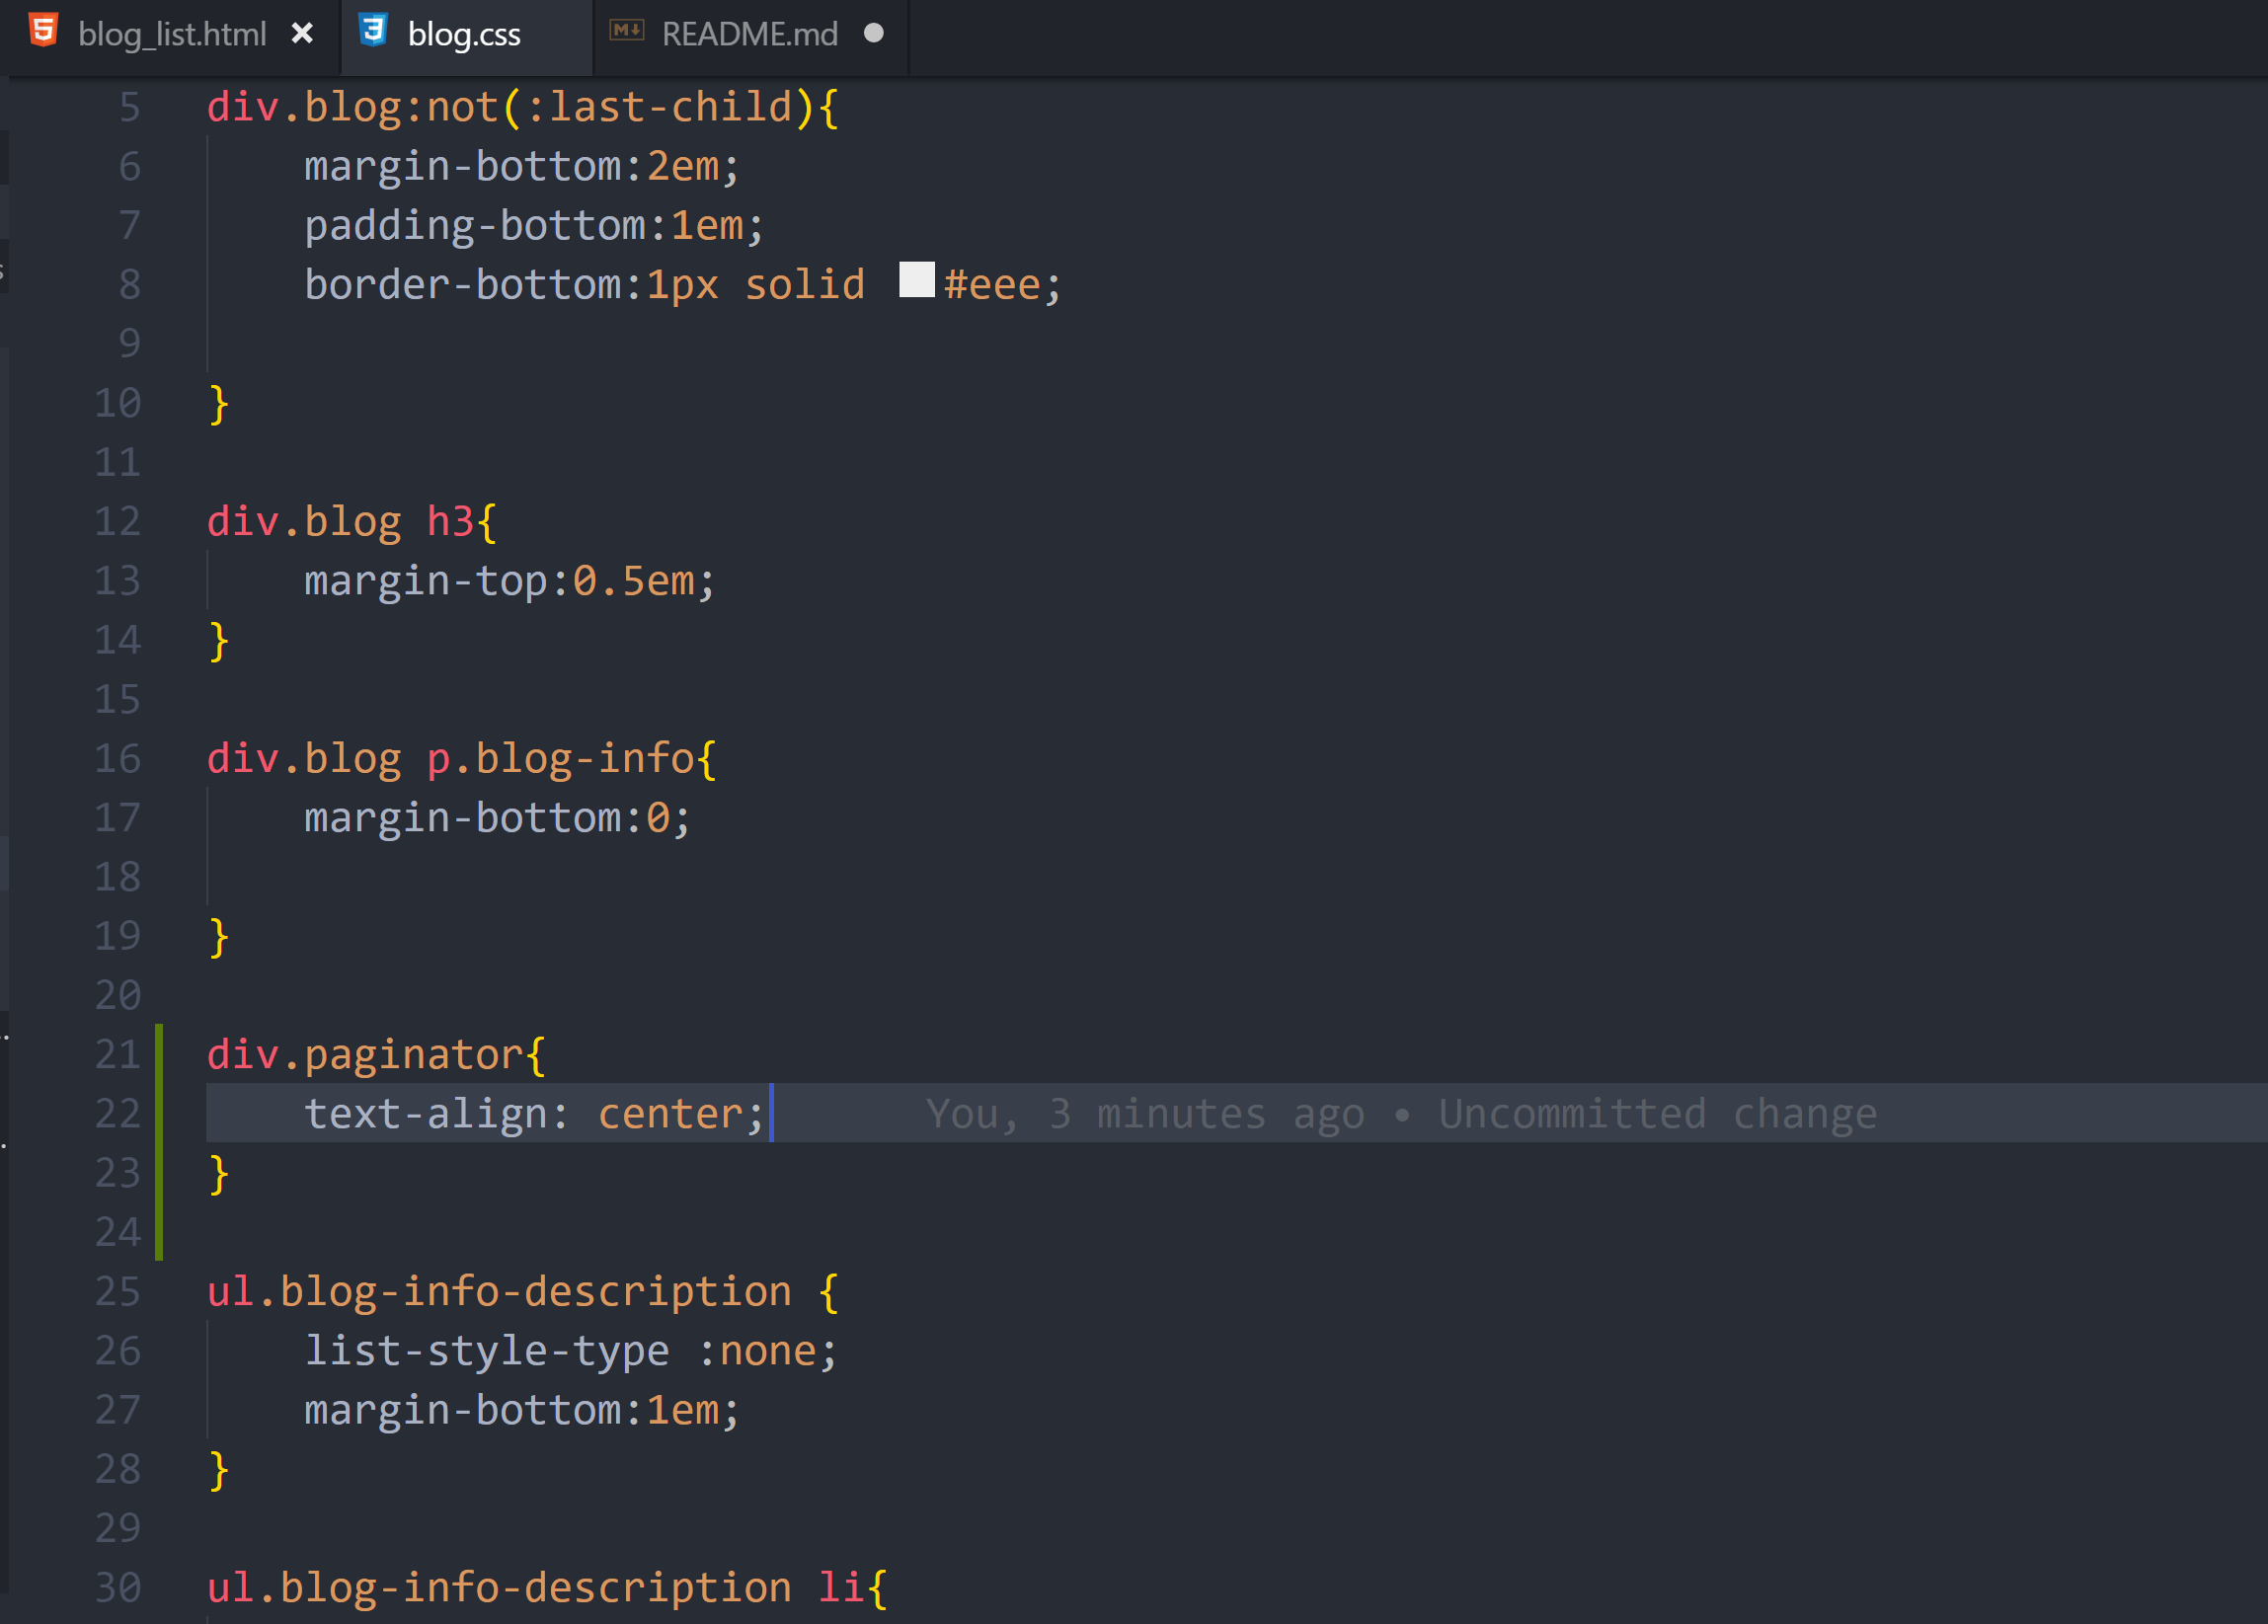 blog_list.html × blog.css README.md
5 div.blog:not(:last-child){
6 margin-bottom:2em;
7 padding-bottom:1em;
8 border-bottom:1px solid #eee;
9
10 }
11
12 div.blog h3{
13 margin-top:0.5em;
14 }
15
16 div.blog p.blog-info{
17 margin-bottom:0;
18
19 }
20
21 div.paginator{
22 text-align: center; You, 3 minutes ago • Uncommitted change
23 }
24
25 ul.blog-info-description {
26 list-style-type :none;
27 margin-bottom:1em;
28 }
29
30 ul.blog-info-description li{